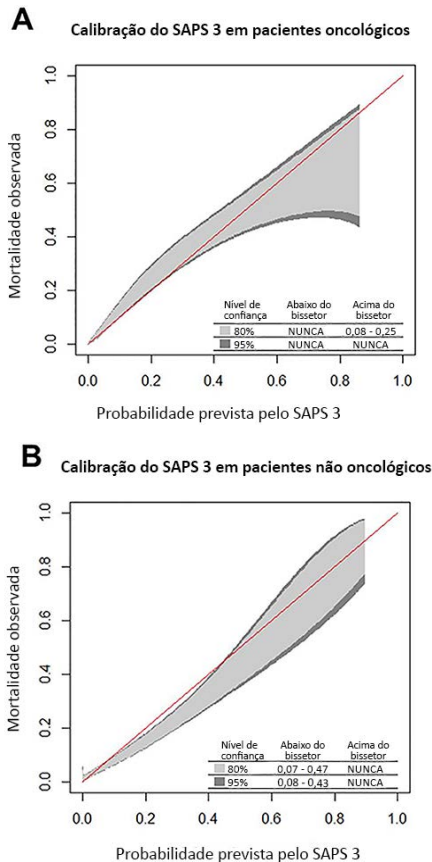 A
Calibração do SAPS 3 em pacientes oncológicos
Mortalidade observada
1.0
0.8
0.6
0.4
0.2
0.0
Nível de confiança Abaixo do bissetor Acima do bissetor
80% NUNCA 0,08 - 0,25
95% NUNCA NUNCA
0.0 0.2 0.4 0.6 0.8 1.0
Probabilidade prevista pelo SAPS 3
B
Calibração do SAPS 3 em pacientes não oncológicos
Mortalidade observada
1.0
0.8
0.6
0.4
0.2
0.0
Nível de confiança Abaixo do bissetor Acima do bissetor
80% 0,07 - 0,47 NUNCA
95% 0,08 - 0,43 NUNCA
0.0 0.2 0.4 0.6 0.8 1.0
Probabilidade prevista pelo SAPS 3